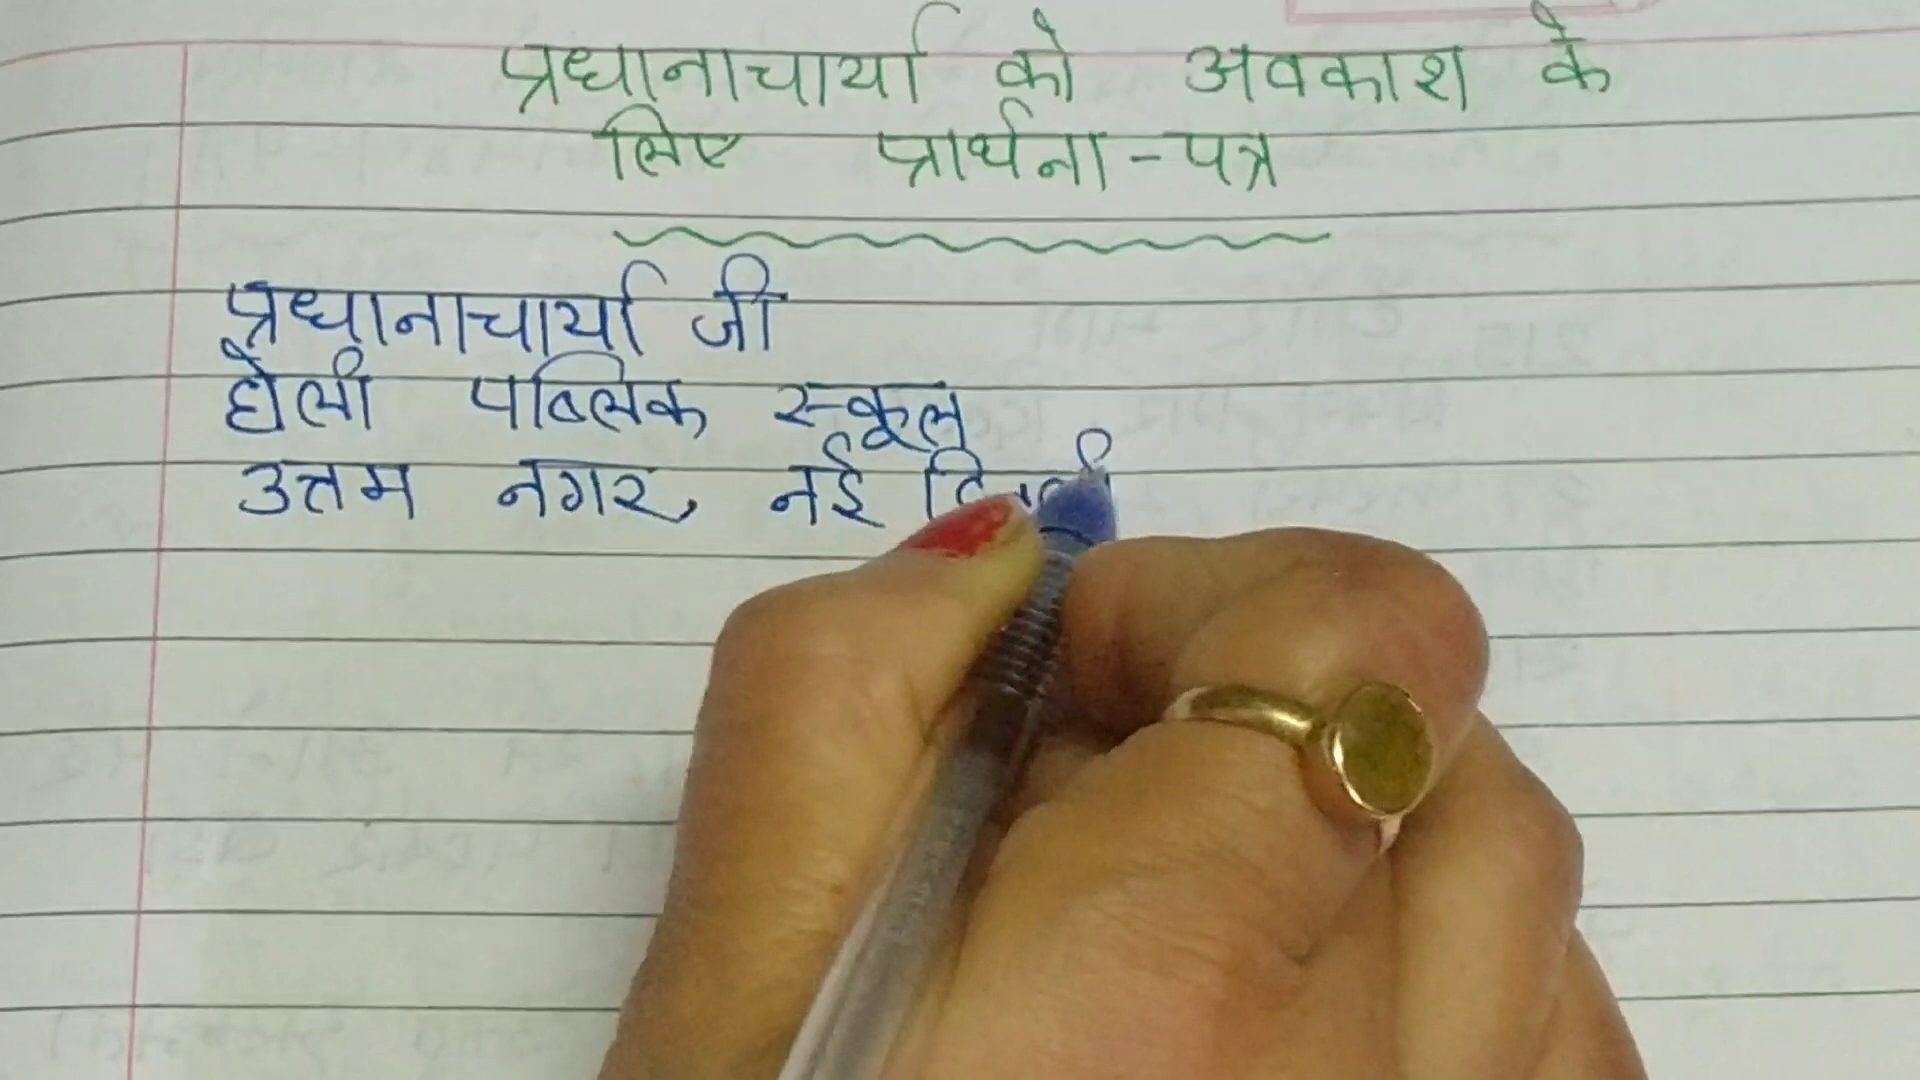 प्रधानाचार्या को अवकाश के
लिए प्रार्थना-पत्र
प्रधानाचार्या जी
होली पब्लिक स्कूल
उत्तम नगर, नई